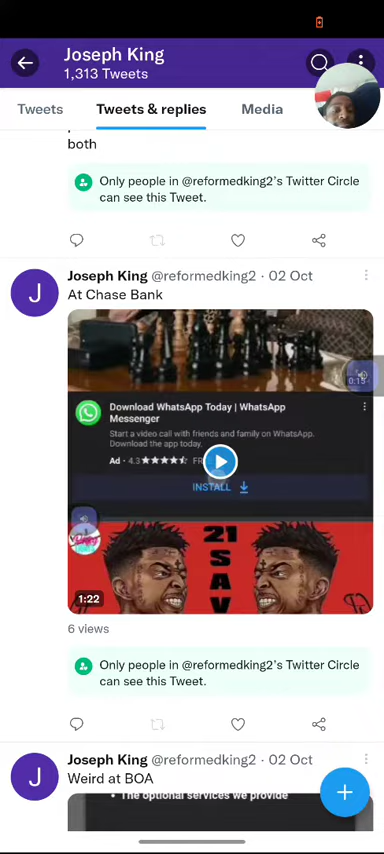 Joseph King
1,313 Tweets
Tweets
Tweets & replies
Media
both
Only people in @reformedking2's Twitter Circle
can see this Tweet.
J
Joseph King @reformedking2 · 02 Oct
At Chase Bank
0:15
Download WhatsApp Today | WhatsApp
Messenger
Start a video call with friends and family on WhatsApp.
Download the app today.
Ad · 4.3 FR
INSTALL
21
S
A
V
1:22
6 views
Only people in @reformedking2's Twitter Circle
can see this Tweet.
J
Joseph King @reformedking2 · 02 Oct
Weird at BOA
• The optional services we provide